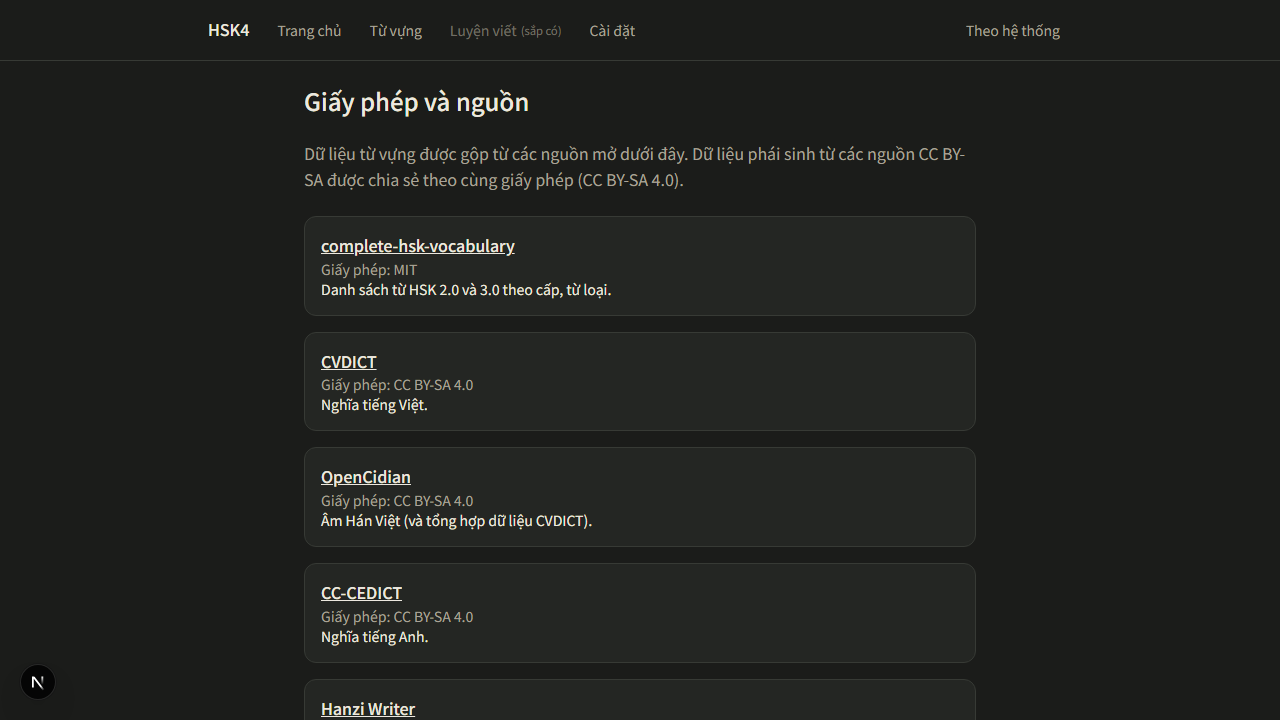 HSK4 Trang chủ Từ vựng Luyện viết (sắp có) Cài đặt Theo hệ thống
Giấy phép và nguồn
Dữ liệu từ vựng được gộp từ các nguồn mở dưới đây. Dữ liệu phái sinh từ các nguồn CC BY-
SA được chia sẻ theo cùng giấy phép (CC BY-SA 4.0).
complete-hsk-vocabulary
Giấy phép: MIT
Danh sách từ HSK 2.0 và 3.0 theo cấp, từ loại.
CVDICT
Giấy phép: CC BY-SA 4.0
Nghĩa tiếng Việt.
OpenCidian
Giấy phép: CC BY-SA 4.0
Âm Hán Việt (và tổng hợp dữ liệu CVDICT).
CC-CEDICT
Giấy phép: CC BY-SA 4.0
Nghĩa tiếng Anh.
N
Hanzi Writer